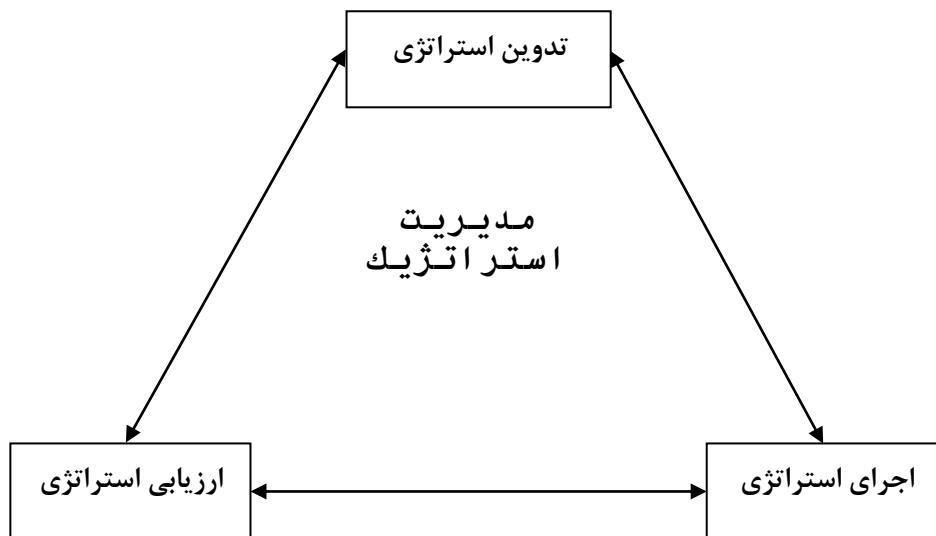 تدوین استراتژی
مدیریت
استراتژیك
اجرای استراتژی
ارزیابی استراتژی